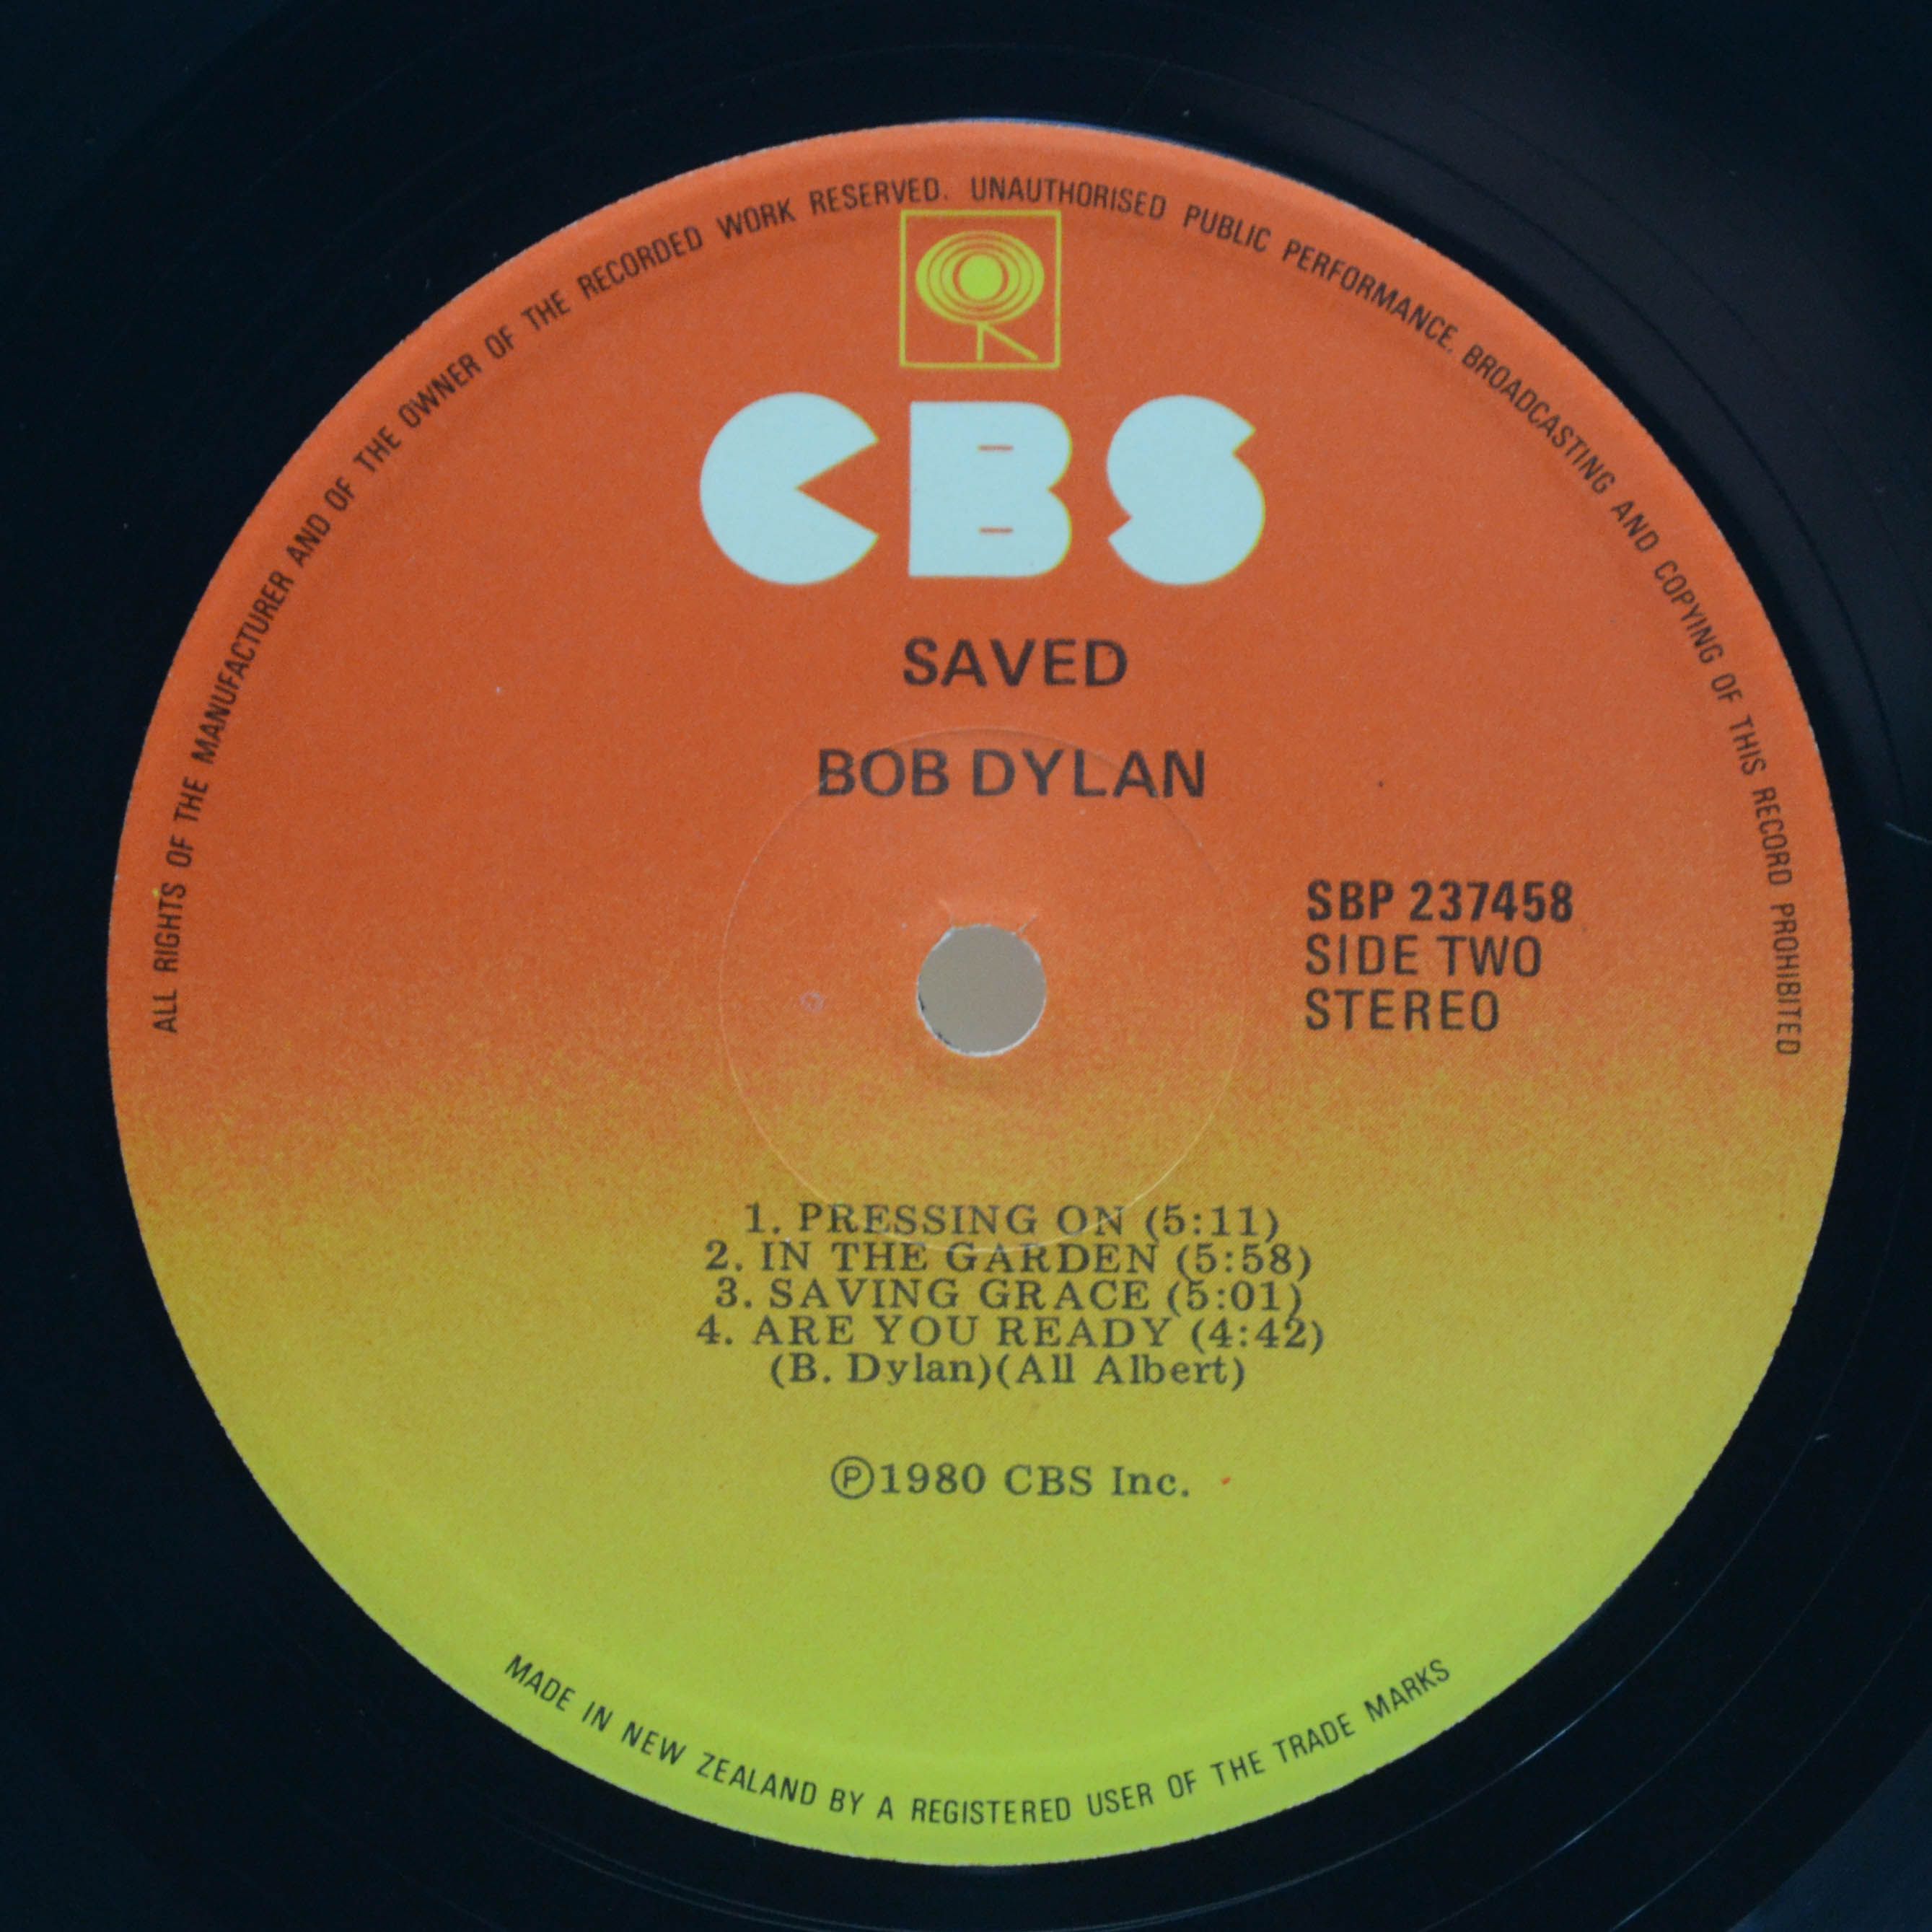 ALL RIGHTS OF THE MANUFACTURER AND OF THE OWNER OF THE RECORDED WORK RESERVED. UNAUTHORISED PUBLIC PERFORMANCE, BROADCASTING AND COPYING OF THIS RECORD PROHIBITED
CBS
SAVED
BOB DYLAN
SBP 237458
SIDE TWO
STEREO
1. PRESSING ON (5:11)
2. IN THE GARDEN (5:58)
3. SAVING GRACE (5:01)
4. ARE YOU READY (4:42)
(B. Dylan)(All Albert)
Ⓟ1980 CBS Inc.
MADE IN NEW ZEALAND BY A REGISTERED USER OF THE TRADE MARKS